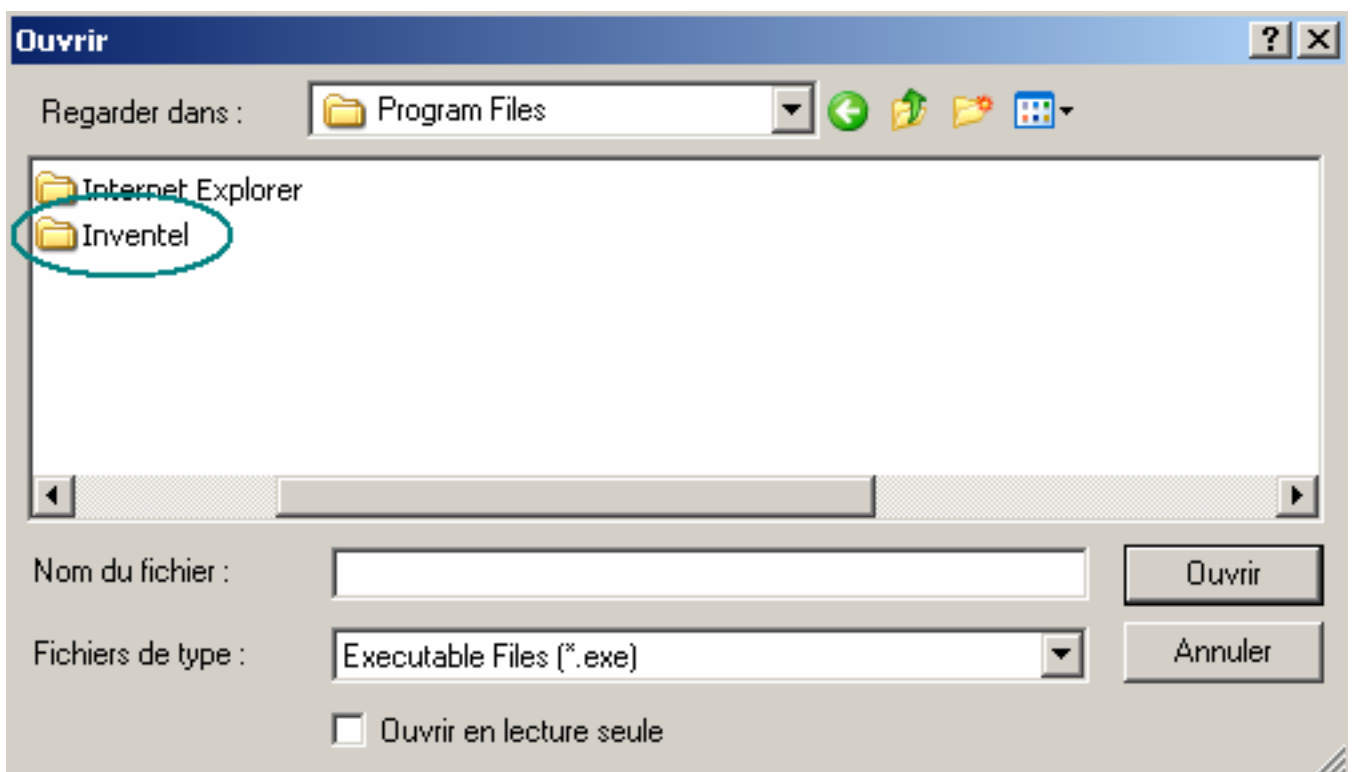 Ouvrir
Regarder dans :
Program Files
Internet Explorer
Inventel
Nom du fichier :
Ouvrir
Fichiers de type :
Executable Files (*.exe)
Annuler
Ouvrir en lecture seule